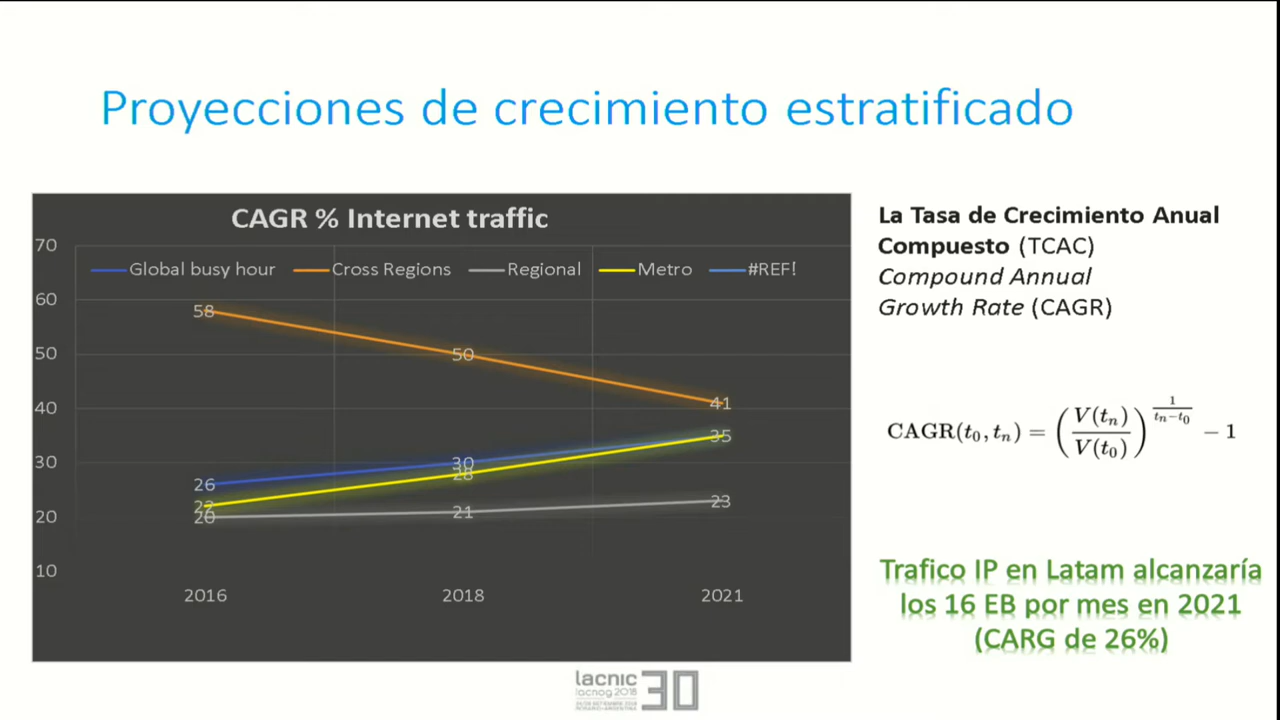 Proyecciones de crecimiento estratificado
CAGR % Internet traffic
70
Global busy hour
Cross Regions
Regional
Metro
#REF!
60
58
50
50
40
41
35
30
30
28
26
22
20
20
21
23
10
2016
2018
2021
La Tasa de Crecimiento Anual
Compuesto (TCAC)
Compound Annual
Growth Rate (CAGR)
CAGR(t₀, tₙ) = (V(tₙ)/V(t₀))^(1/(tₙ−t₀)) − 1
Trafico IP en Latam alcanzaría
los 16 EB por mes en 2021
(CARG de 26%)
lacnic 30
lacnog 2018